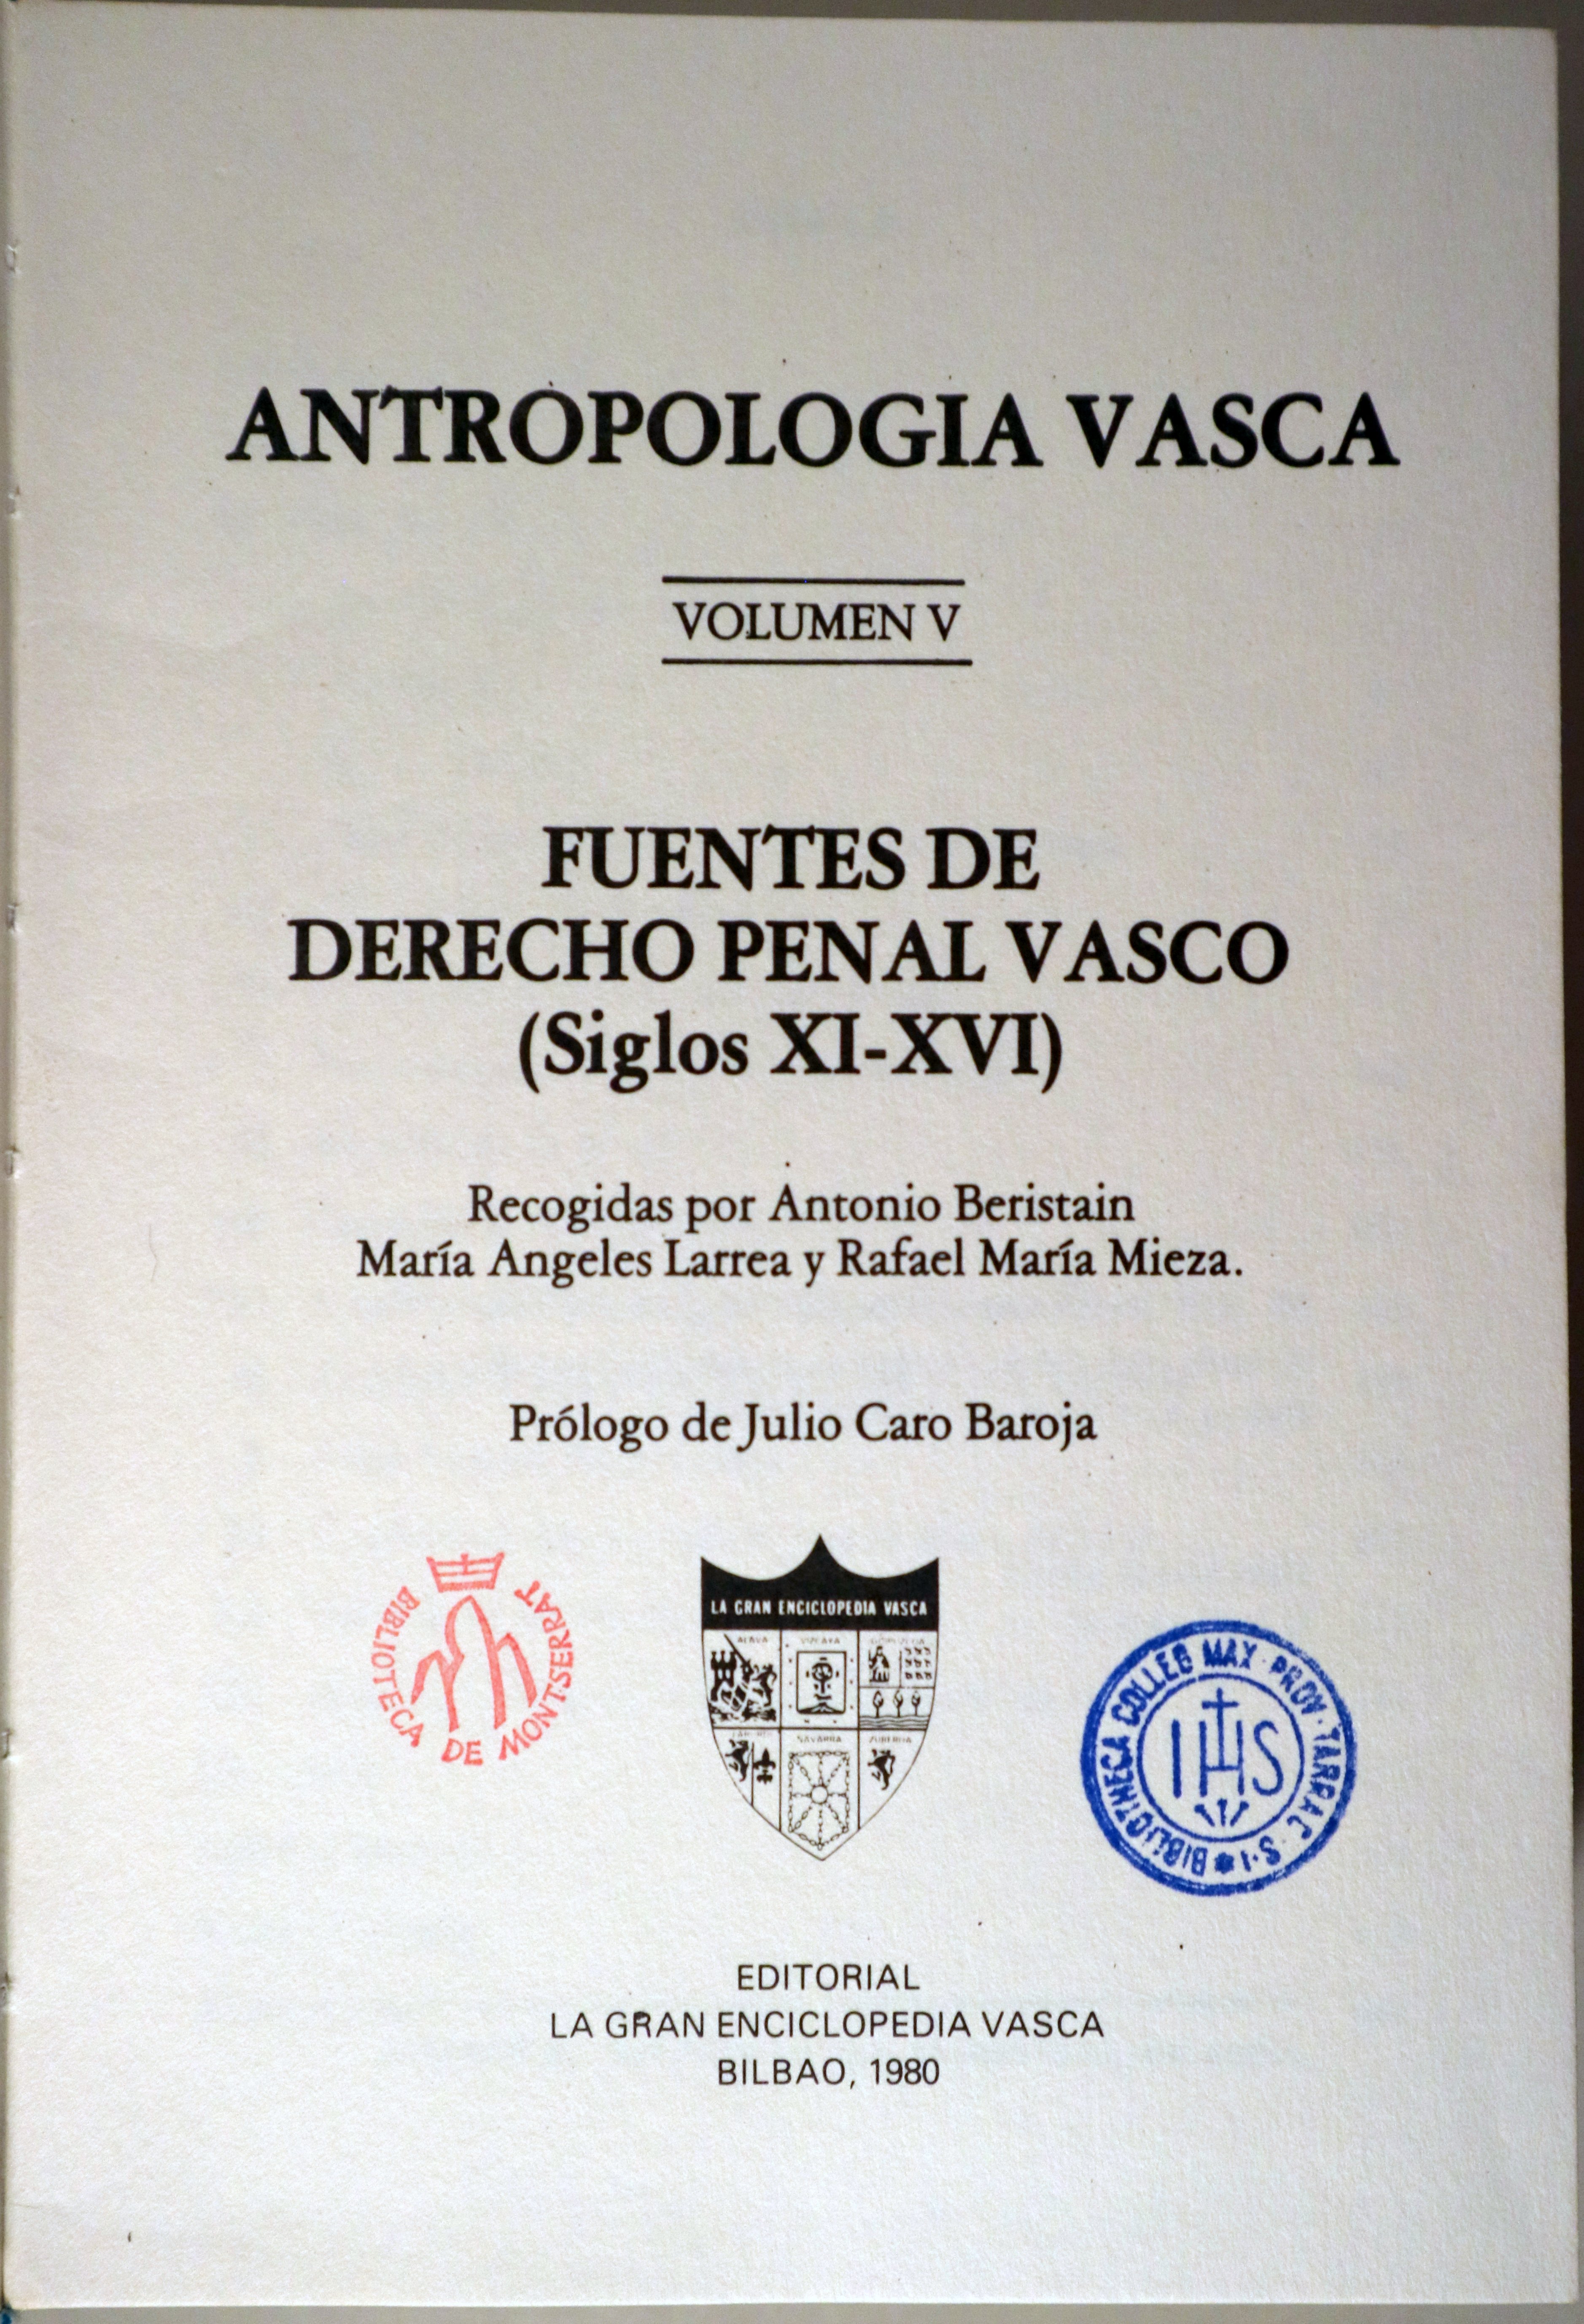 ANTROPOLOGIA VASCA
VOLUMEN V
FUENTES DE
DERECHO PENAL VASCO
(Siglos XI-XVI)
Recogidas por Antonio Beristain
María Angeles Larrea y Rafael María Mieza.
Prólogo de Julio Caro Baroja
BIBLIOTECA DE MONTSERRAT
LA GRAN ENCICLOPEDIA VASCA
ALAVA
NAVARRA
BIBLIOTHECA COLLEG MAX · PROV · TARRAC · S · I ·
IHS
EDITORIAL
LA GRAN ENCICLOPEDIA VASCA
BILBAO, 1980